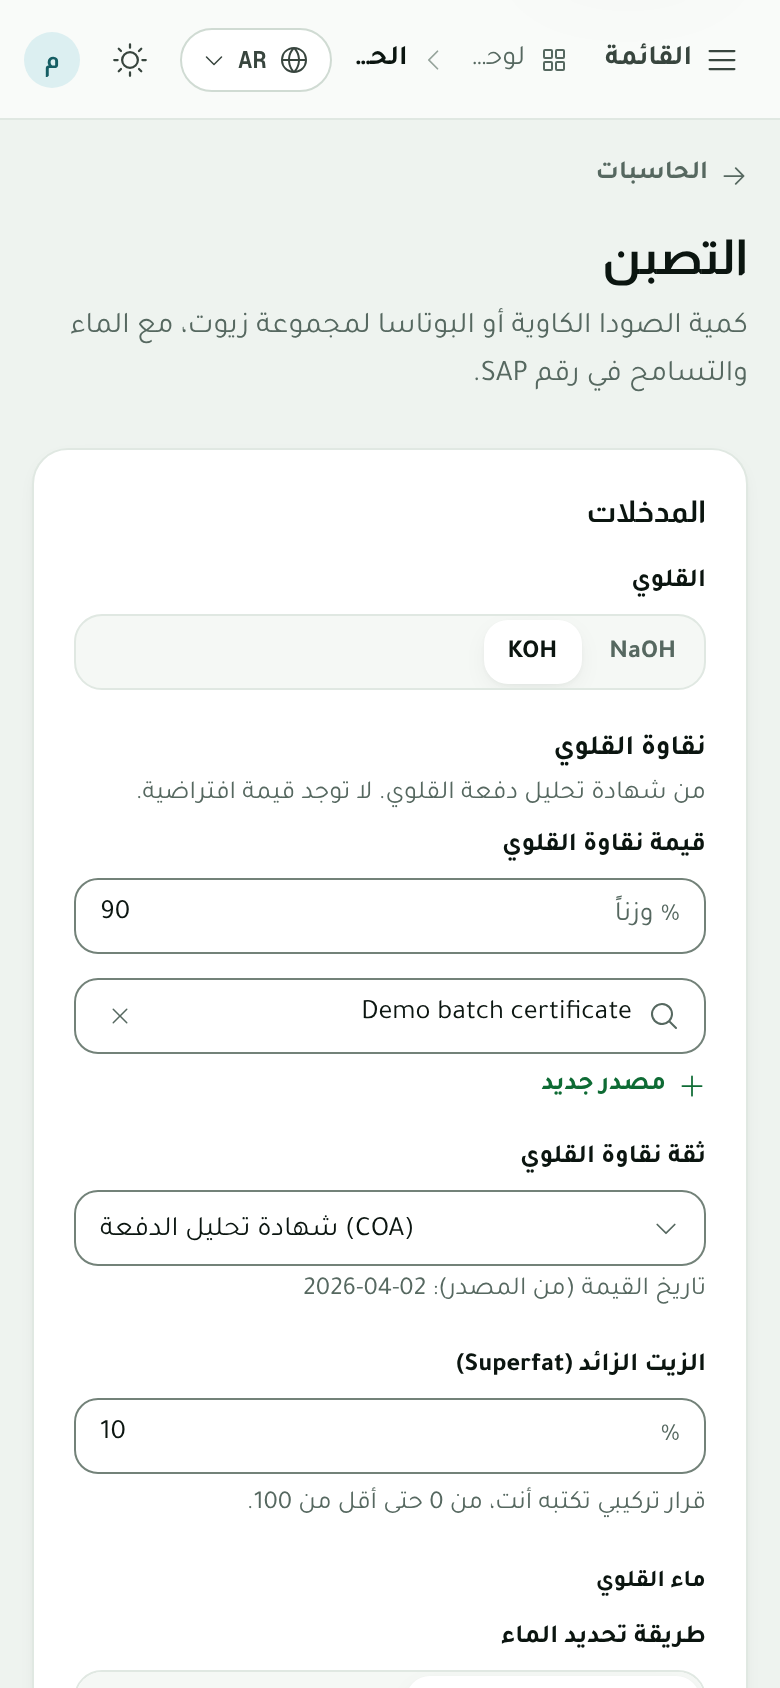 القائمة
لوحـ...
الحـ...
AR
م
الحاسبات
التصبن
كمية الصودا الكاوية أو البوتاسا لمجموعة زيوت، مع الماء
والتسامح في رقم SAP.
المدخلات
القلوي
NaOH KOH
نقاوة القلوي
من شهادة تحليل دفعة القلوي. لا توجد قيمة افتراضية.
قيمة نقاوة القلوي
% وزناً 90
Demo batch certificate
مصدر جديد
ثقة نقاوة القلوي
شهادة تحليل الدفعة (COA)
تاريخ القيمة (من المصدر): 2026-04-02
الزيت الزائد (Superfat)
% 10
قرار تركيبي تكتبه أنت، من 0 حتى أقل من 100.
ماء القلوي
طريقة تحديد الماء